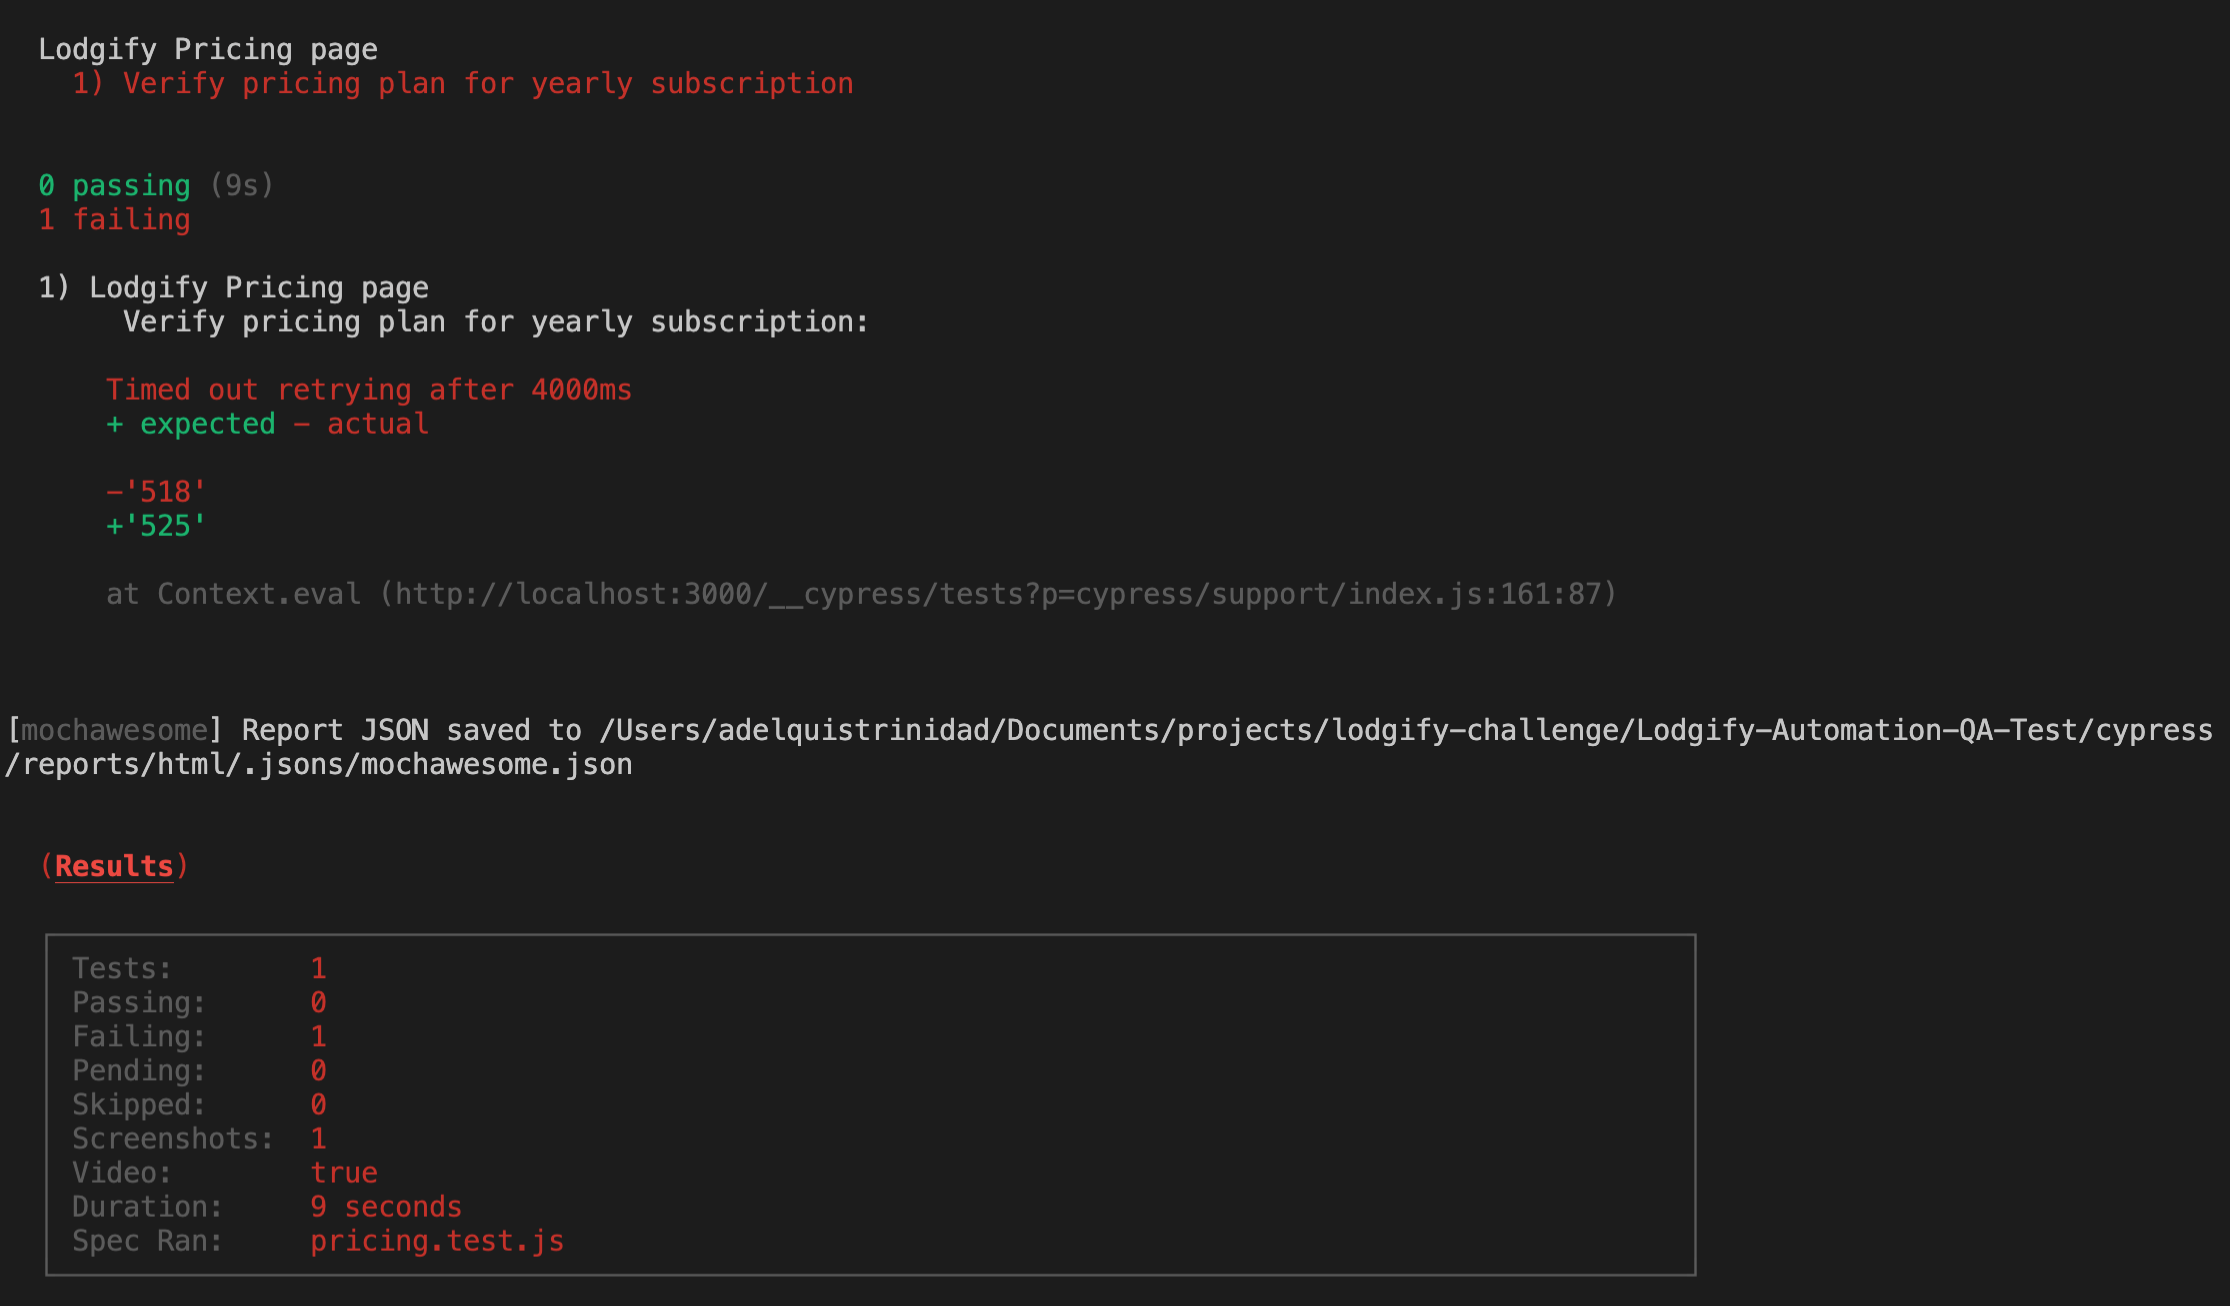 Lodgify Pricing page
1) Verify pricing plan for yearly subscription
0 passing (9s)
1 failing
1) Lodgify Pricing page
Verify pricing plan for yearly subscription:
Timed out retrying after 4000ms
+ expected - actual
-'518'
+'525'
at Context.eval (http://localhost:3000/__cypress/tests?p=cypress/support/index.js:161:87)
[mochawesome] Report JSON saved to /Users/adelquistrinidad/Documents/projects/lodgify-challenge/Lodgify-Automation-QA-Test/cypress
/reports/html/.jsons/mochawesome.json
(Results)
Tests: 1
Passing: 0
Failing: 1
Pending: 0
Skipped: 0
Screenshots: 1
Video: true
Duration: 9 seconds
Spec Ran: pricing.test.js